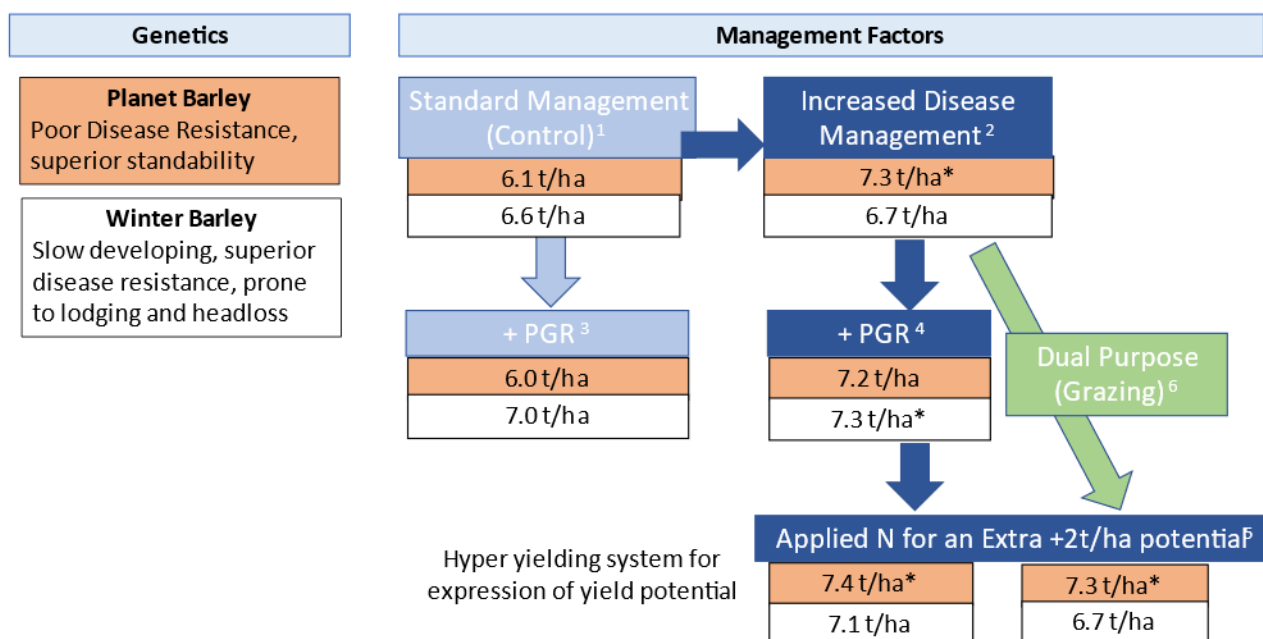 Genetics
Management Factors
Planet Barley
Poor Disease Resistance,
superior standability
Winter Barley
Slow developing, superior
disease resistance, prone
to lodging and headloss
Standard Management
(Control) 1
6.1 t/ha
6.6 t/ha
Increased Disease
Management 2
7.3 t/ha*
6.7 t/ha
+ PGR 3
6.0 t/ha
7.0 t/ha
+ PGR 4
7.2 t/ha
7.3 t/ha*
Dual Purpose
(Grazing) 6
Hyper yielding system for
expression of yield potential
Applied N for an Extra +2t/ha potential 5
7.4 t/ha*
7.1 t/ha
7.3 t/ha*
6.7 t/ha